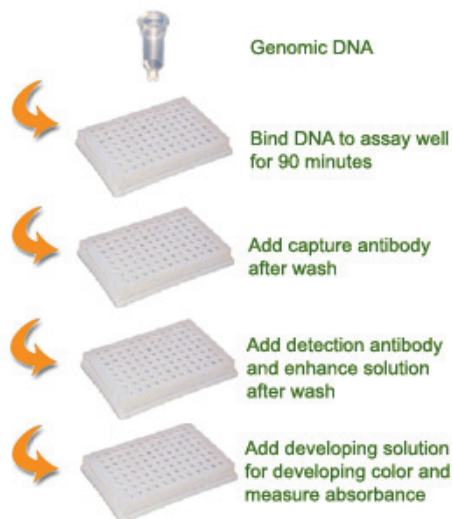 Genomic DNA
Bind DNA to assay well
for 90 minutes
Add capture antibody
after wash
Add detection antibody
and enhance solution
after wash
Add developing solution
for developing color and
measure absorbance